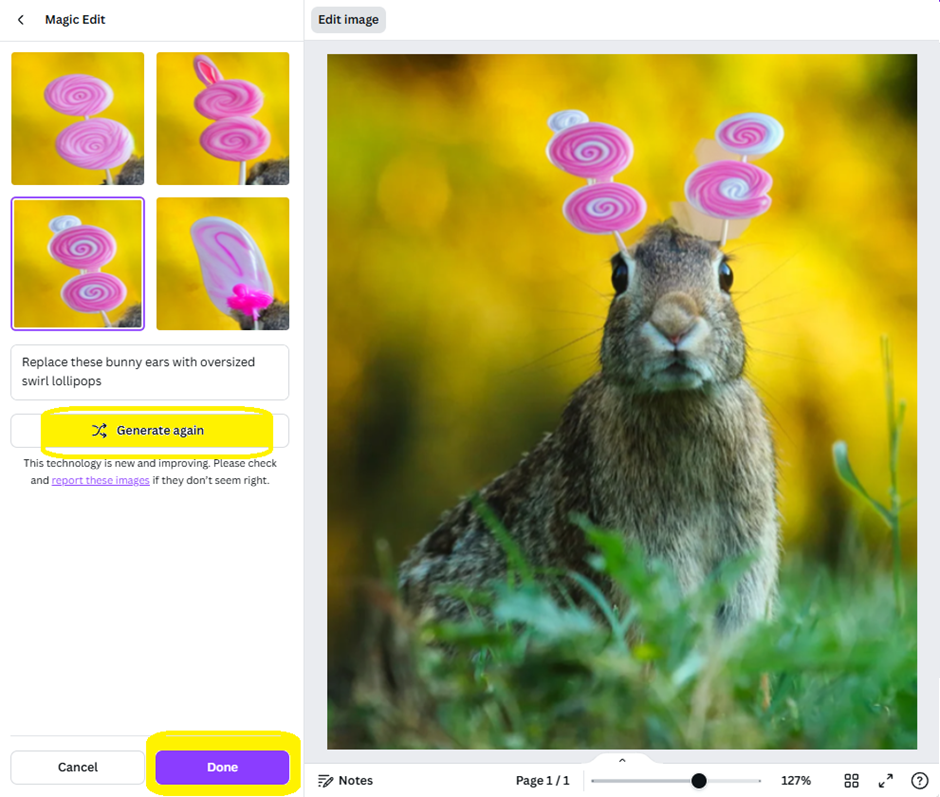 Magic Edit
Edit image
Replace these bunny ears with oversized
swirl lollipops
Generate again
This technology is new and improving. Please check
and report these images if they don't seem right.
Cancel
Done
Notes
Page 1 / 1
127%
?